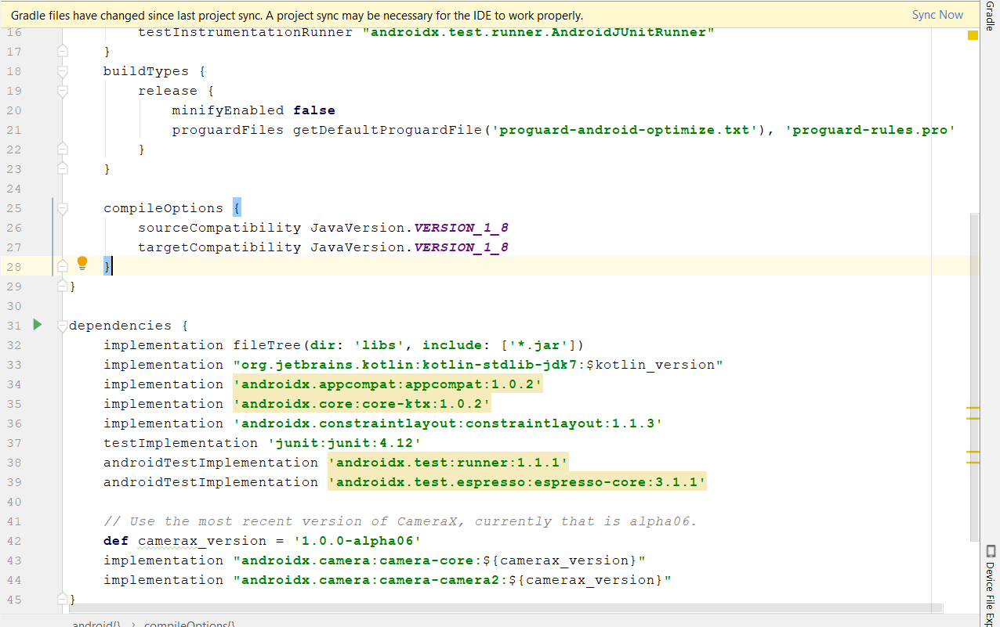 Gradle files have changed since last project sync. A project sync may be necessary for the IDE to work properly.
Sync Now
Gradle
16 testInstrumentationRunner "androidx.test.runner.AndroidJUnitRunner"
17 }
18 buildTypes {
19 release {
20 minifyEnabled false
21 proguardFiles getDefaultProguardFile('proguard-android-optimize.txt'), 'proguard-rules.pro'
22 }
23 }
24
25 compileOptions {
26 sourceCompatibility JavaVersion.VERSION_1_8
27 targetCompatibility JavaVersion.VERSION_1_8
28 }
29 }
30
31 dependencies {
32 implementation fileTree(dir: 'libs', include: ['*.jar'])
33 implementation "org.jetbrains.kotlin:kotlin-stdlib-jdk7:$kotlin_version"
34 implementation 'androidx.appcompat:appcompat:1.0.2'
35 implementation 'androidx.core:core-ktx:1.0.2'
36 implementation 'androidx.constraintlayout:constraintlayout:1.1.3'
37 testImplementation 'junit:junit:4.12'
38 androidTestImplementation 'androidx.test:runner:1.1.1'
39 androidTestImplementation 'androidx.test.espresso:espresso-core:3.1.1'
40
41 // Use the most recent version of CameraX, currently that is alpha06.
42 def camerax_version = '1.0.0-alpha06'
43 implementation "androidx.camera:camera-core:${camerax_version}"
44 implementation "androidx.camera:camera-camera2:${camerax_version}"
45 }
Device File Exp
android{} › compileOptions{}